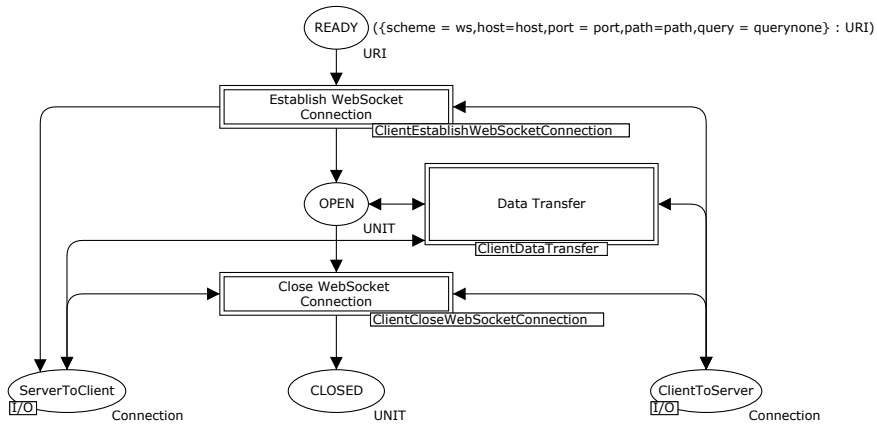 READY
({scheme = ws,host=host,port = port,path=path,query = querynone} : URI)
URI
Establish WebSocket
Connection
ClientEstablishWebSocketConnection
OPEN
UNIT
Data Transfer
ClientDataTransfer
Close WebSocket
Connection
ClientCloseWebSocketConnection
ServerToClient
I/O
Connection
CLOSED
UNIT
ClientToServer
I/O
Connection